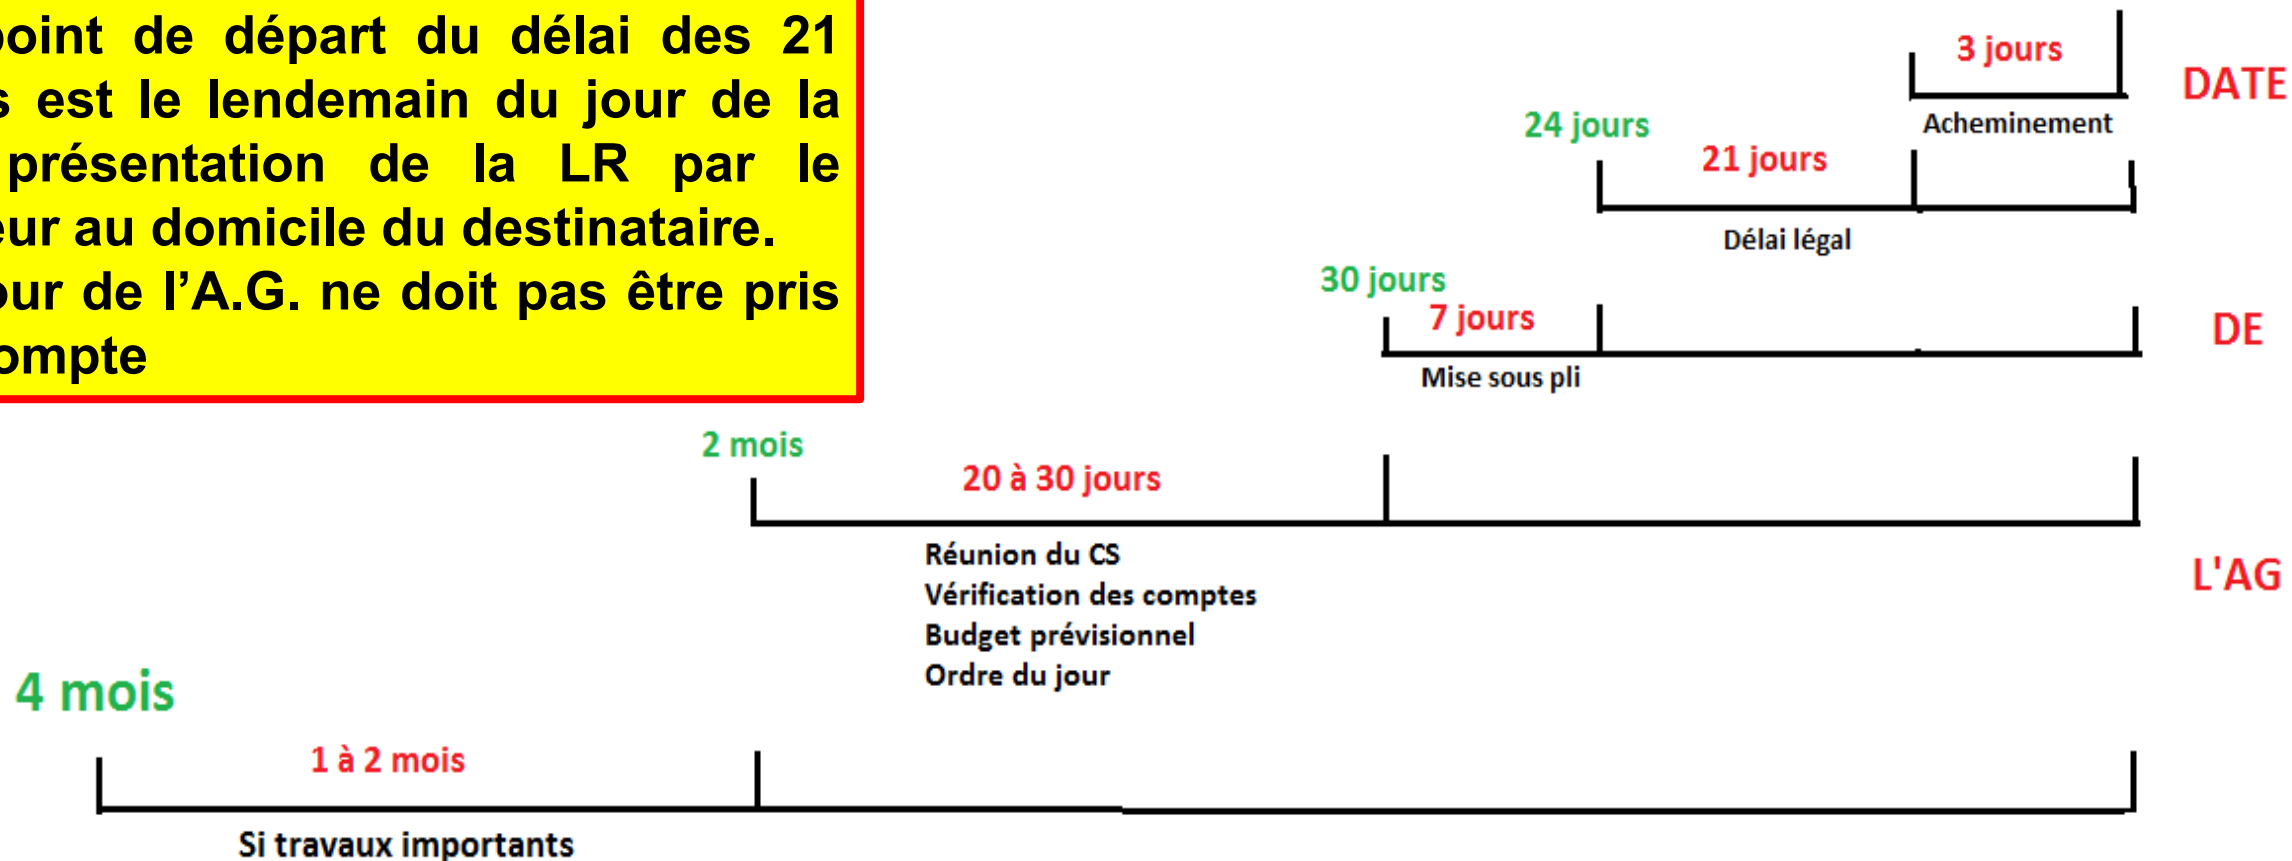 point de départ du délai des 21
s est le lendemain du jour de la
présentation de la LR par le
eur au domicile du destinataire.
our de l'A.G. ne doit pas être pris
ompte
3 jours
DATE
Acheminement
24 jours
21 jours
Délai légal
30 jours
7 jours
DE
Mise sous pli
2 mois
20 à 30 jours
Réunion du CS
Vérification des comptes
Budget prévisionnel
Ordre du jour
L'AG
4 mois
1 à 2 mois
Si travaux importants